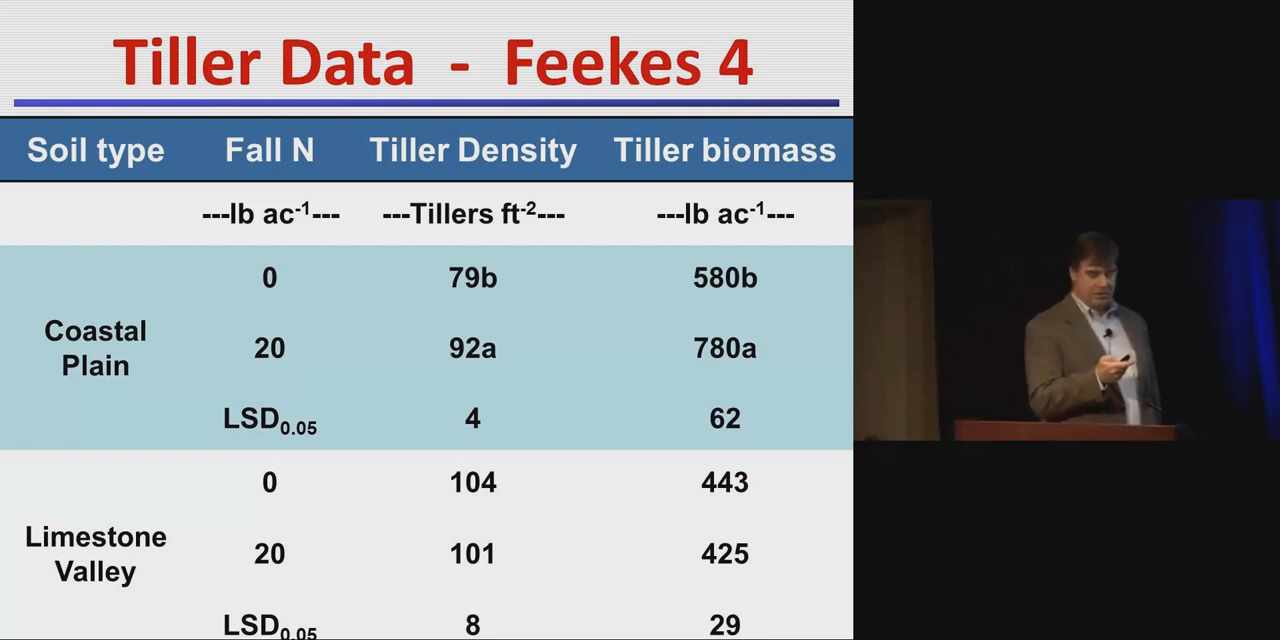 Tiller Data - Feekes 4
Soil type Fall N Tiller Density Tiller biomass
---lb ac-1--- ---Tillers ft-2--- ---lb ac-1---
0 79b 580b
Coastal Plain
20 92a 780a
LSD0.05 4 62
0 104 443
Limestone Valley
20 101 425
LSD0.05 8 29